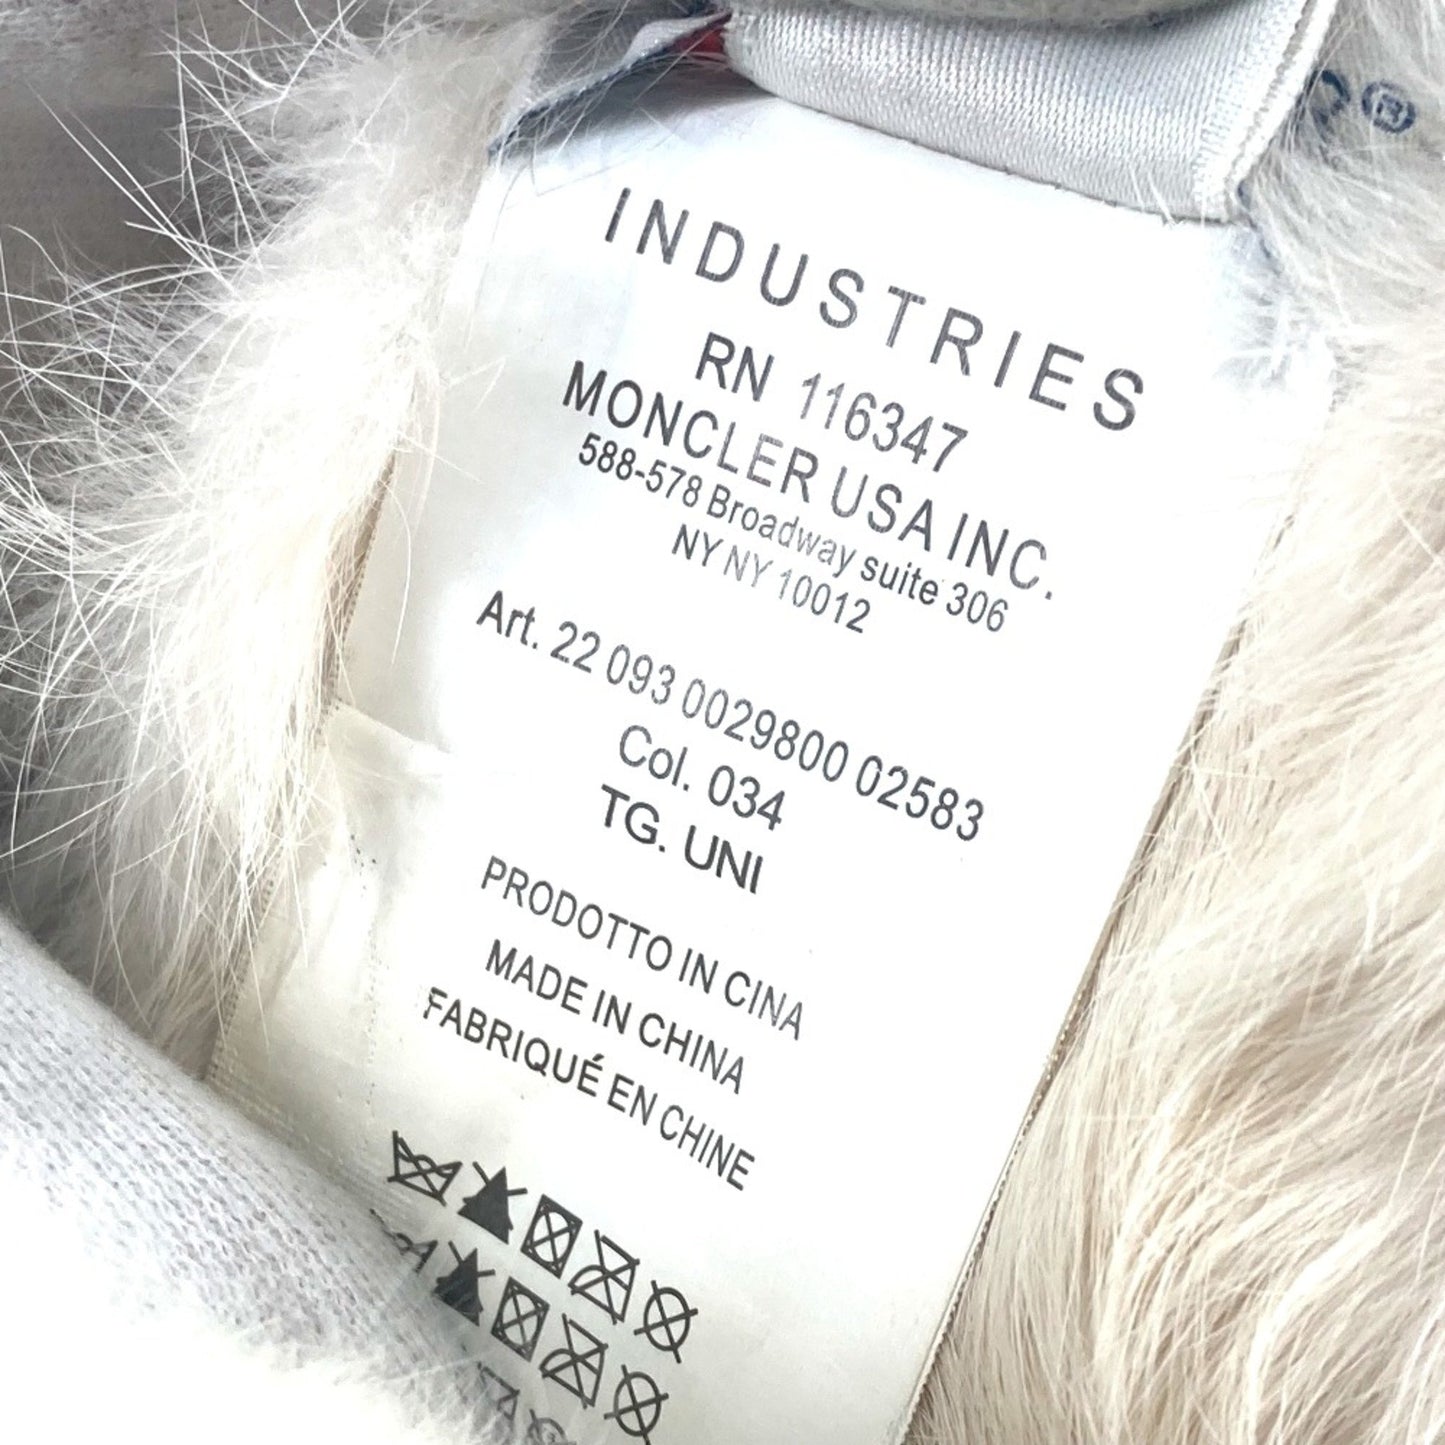 ®
INDUSTRIES
RN 116347
MONCLER USA INC.
588-578 Broadway suite 306
NY NY 10012
Art. 22 093 0029800 02583
Col. 034
TG. UNI
PRODOTTO IN CINA
MADE IN CHINA
FABRIQUÉ EN CHINE